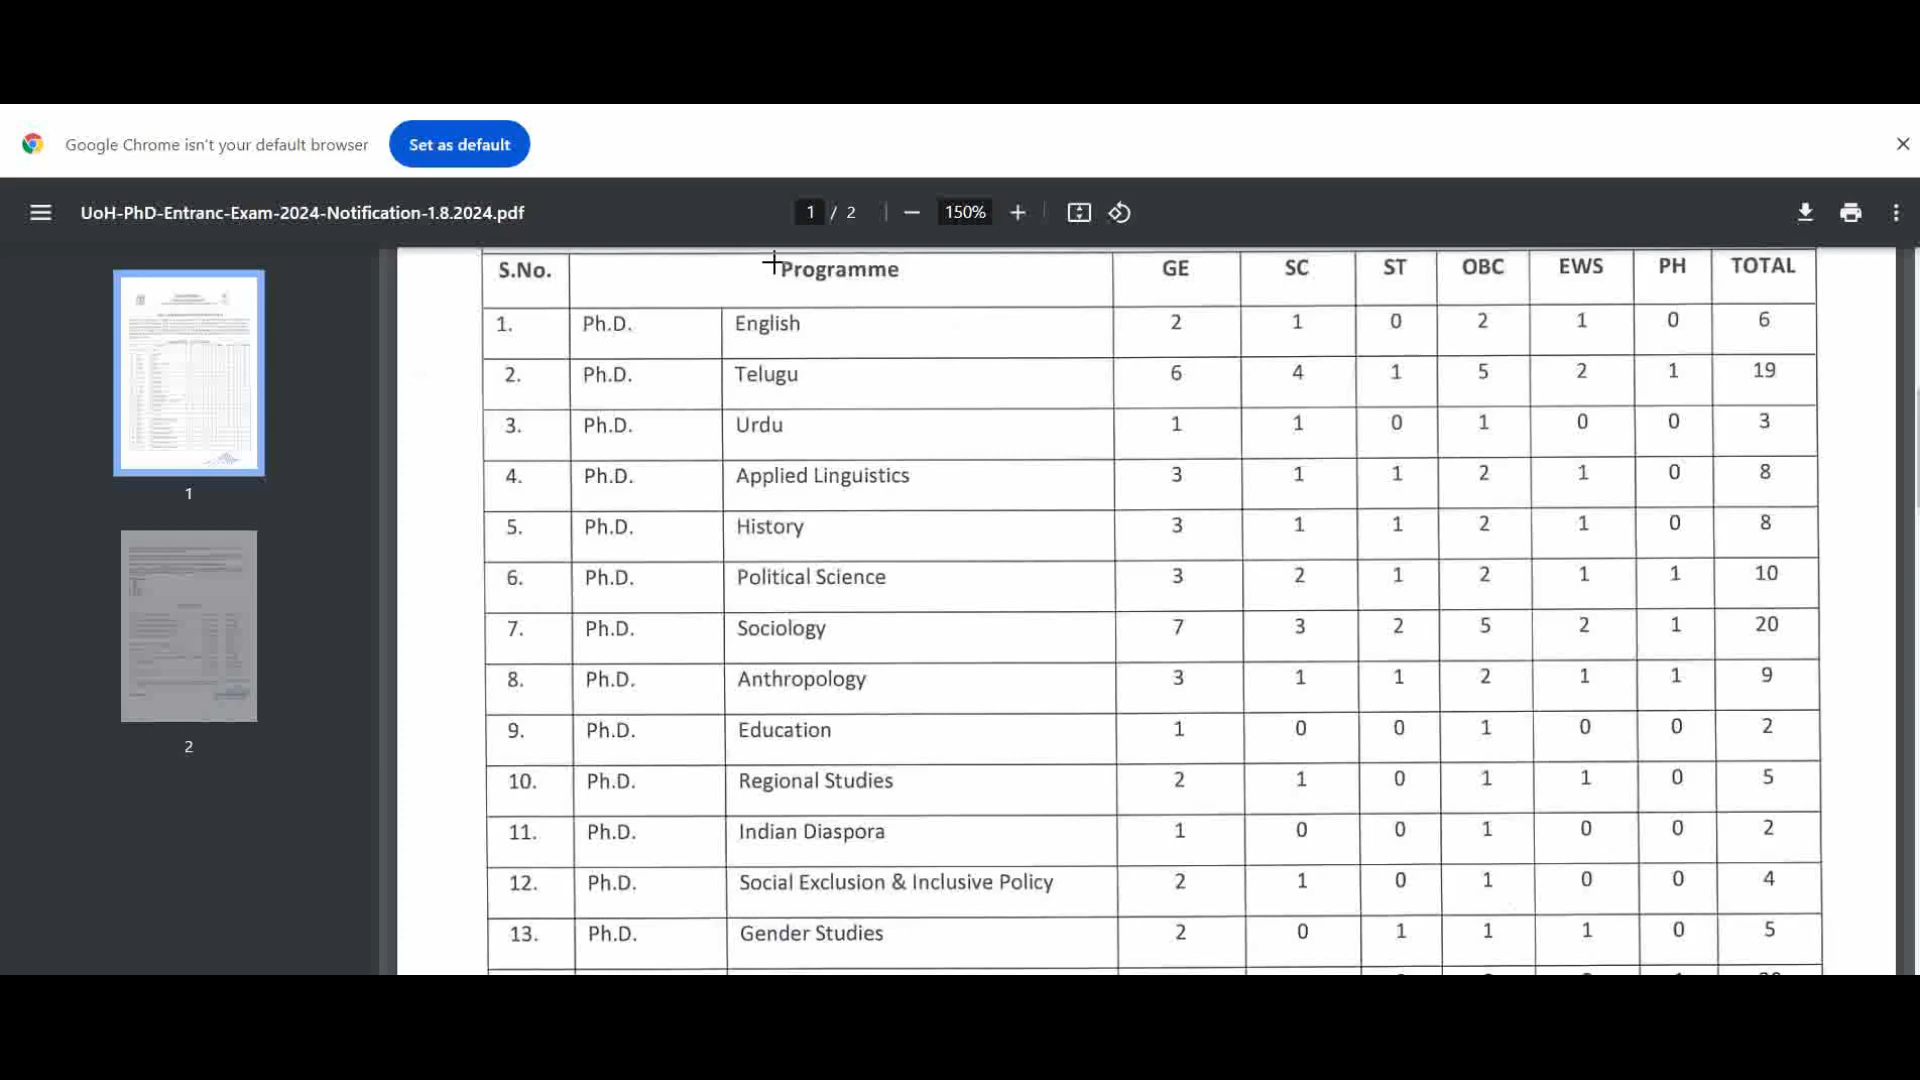 Google Chrome isn't your default browser Set as default
UoH-PhD-Entranc-Exam-2024-Notification-1.8.2024.pdf 1 / 2 150%
S.No. Programme GE SC ST OBC EWS PH TOTAL
1. Ph.D. English 2 1 0 2 1 0 6
2. Ph.D. Telugu 6 4 1 5 2 1 19
3. Ph.D. Urdu 1 1 0 1 0 0 3
4. Ph.D. Applied Linguistics 3 1 1 2 1 0 8
5. Ph.D. History 3 1 1 2 1 0 8
6. Ph.D. Political Science 3 2 1 2 1 1 10
7. Ph.D. Sociology 7 3 2 5 2 1 20
8. Ph.D. Anthropology 3 1 1 2 1 1 9
9. Ph.D. Education 1 0 0 1 0 0 2
10. Ph.D. Regional Studies 2 1 0 1 1 0 5
11. Ph.D. Indian Diaspora 1 0 0 1 0 0 2
12. Ph.D. Social Exclusion & Inclusive Policy 2 1 0 1 0 0 4
13. Ph.D. Gender Studies 2 0 1 1 1 0 5
1
2